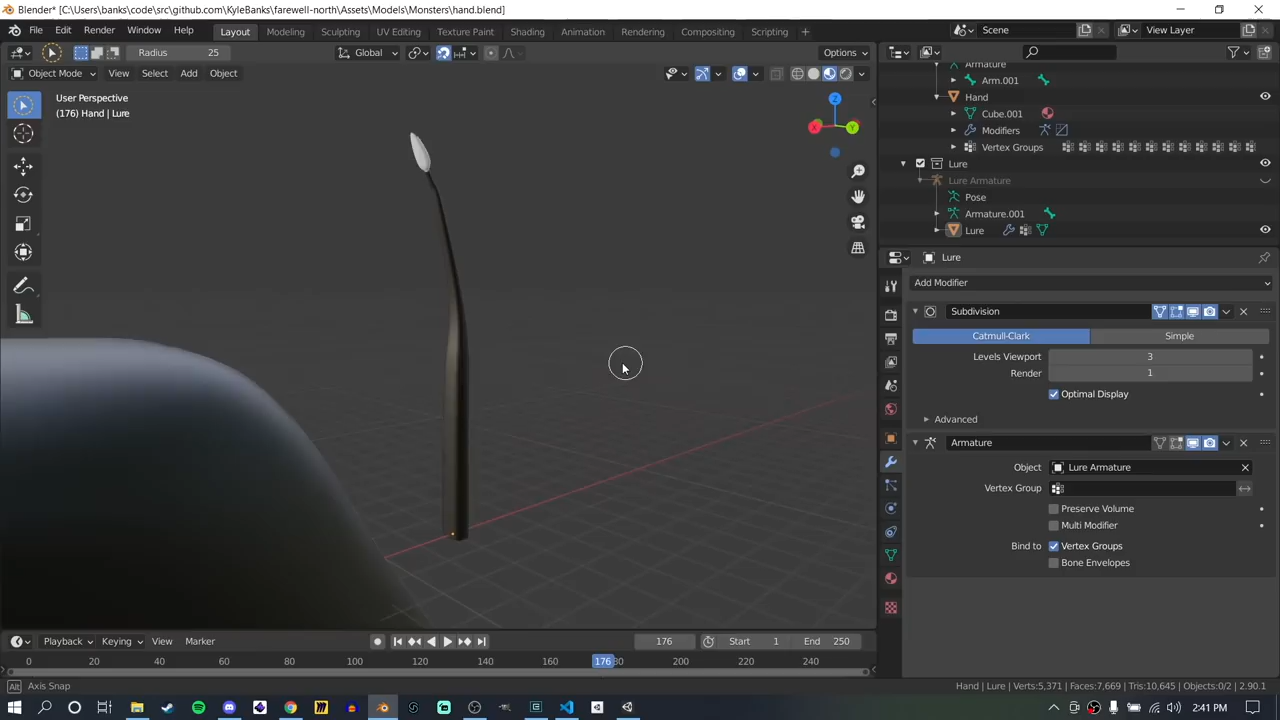 Blender* [C:\Users\banks\code\src\github.com\KyleBanks\farewell-north\Assets\Models\Monsters\hand.blend]
File Edit Render Window Help
Layout Modeling Sculpting UV Editing Texture Paint Shading Animation Rendering Compositing Scripting +
Scene View Layer
Radius 25 Global Options
Object Mode View Select Add Object
User Perspective
(176) Hand | Lure
Z
X Y
Armature
Arm.001
Hand
Cube.001
Modifiers
Vertex Groups
Lure
Lure Armature
Pose
Armature.001
Lure
Lure
Add Modifier
Subdivision
Catmull-Clark Simple
Levels Viewport 3
Render 1
Optimal Display
Advanced
Armature
Object Lure Armature
Vertex Group
Preserve Volume
Multi Modifier
Bind to Vertex Groups
Bone Envelopes
Playback Keying View Marker 176 Start 1 End 250
0 20 40 60 80 100 120 140 160 176 80 200 220 240
Alt Axis Snap
Hand | Lure | Verts:5,371 | Faces:7,669 | Tris:10,645 | Objects:0/2 | 2.90.1
2:41 PM